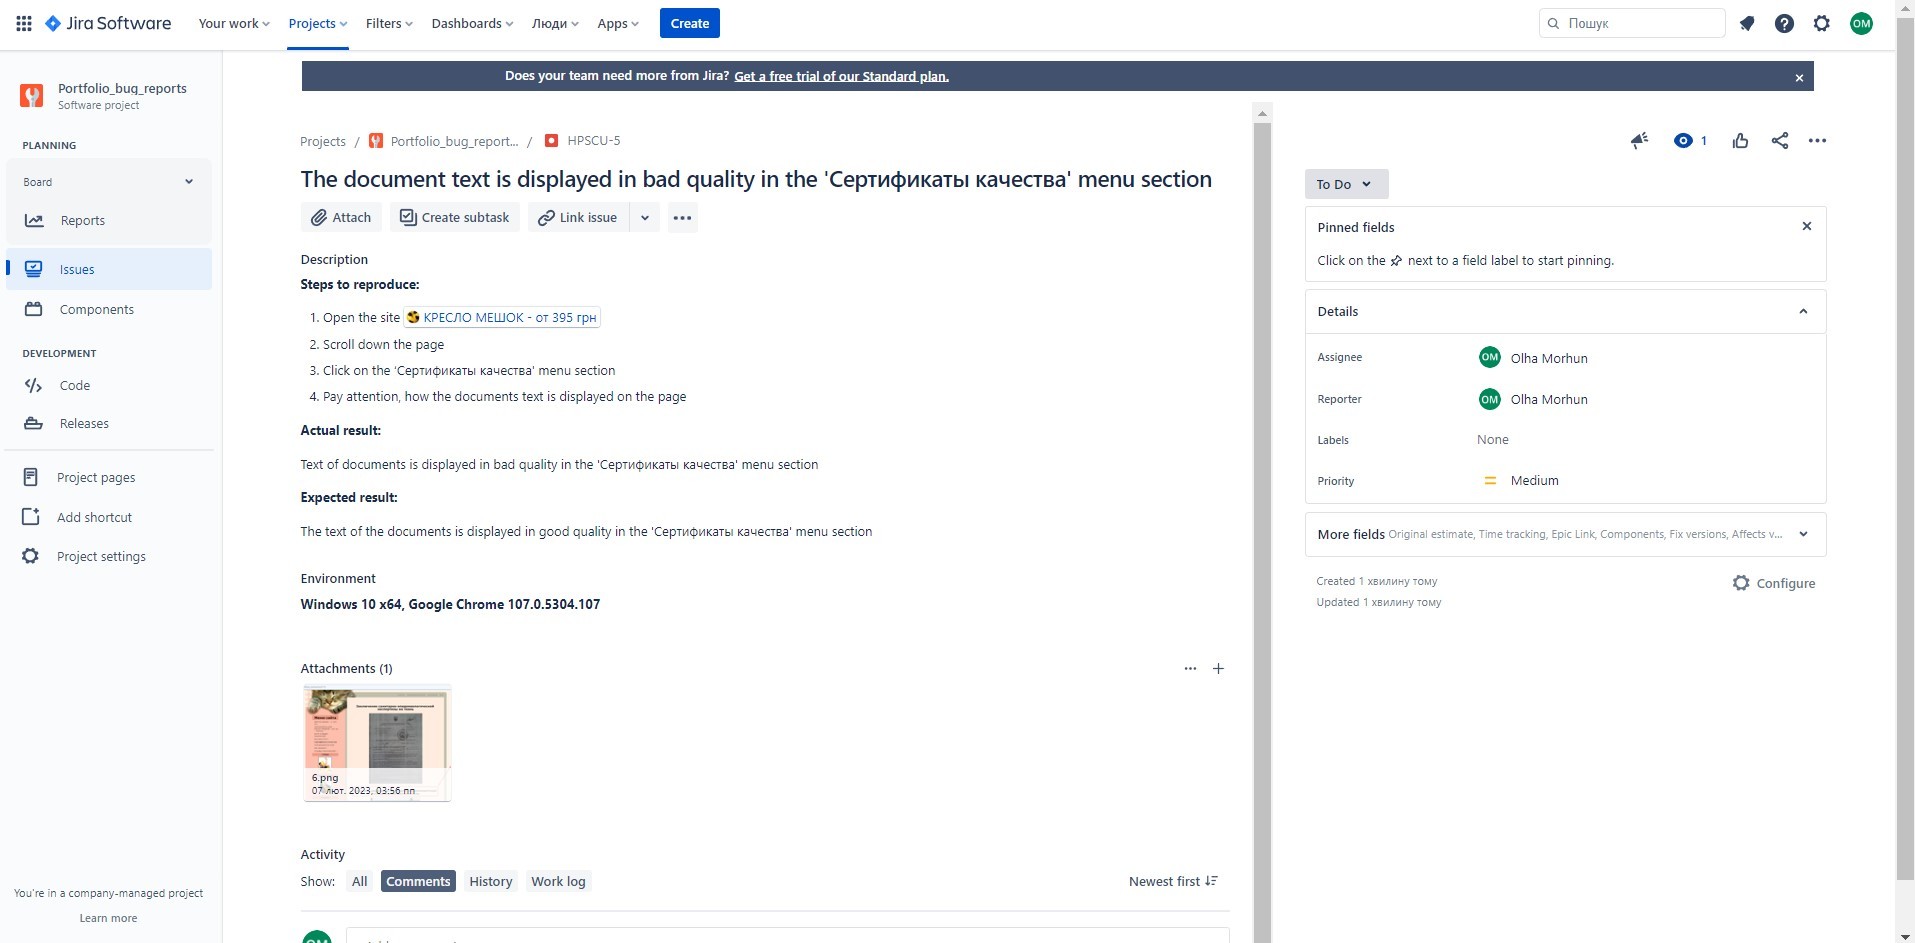 Jira Software
Your work
Projects
Filters
Dashboards
Люди
Apps
Create
Пошук
OM
Portfolio_bug_reports
Software project
Does your team need more from Jira? Get a free trial of our Standard plan.
PLANNING
Board
Reports
Issues
Components
DEVELOPMENT
Code
Releases
Project pages
Add shortcut
Project settings
You're in a company-managed project
Learn more
Projects / Portfolio_bug_report... / HPSCU-5
The document text is displayed in bad quality in the 'Сертификаты качества' menu section
Attach
Create subtask
Link issue
Description
Steps to reproduce:
1. Open the site КРЕСЛО МЕШОК - от 395 грн
2. Scroll down the page
3. Click on the 'Сертификаты качества' menu section
4. Pay attention, how the documents text is displayed on the page
Actual result:
Text of documents is displayed in bad quality in the 'Сертификаты качества' menu section
Expected result:
The text of the documents is displayed in good quality in the 'Сертификаты качества' menu section
Environment
Windows 10 x64, Google Chrome 107.0.5304.107
Attachments (1)
6.png
07 лют. 2023, 03:56 пп
Activity
Show:
All
Comments
History
Work log
Newest first
1
To Do
Pinned fields
Click on the next to a field label to start pinning.
Details
Assignee
OM Olha Morhun
Reporter
OM Olha Morhun
Labels
None
Priority
Medium
More fields Original estimate, Time tracking, Epic Link, Components, Fix versions, Affects v...
Created 1 хвилину тому
Configure
Updated 1 хвилину тому